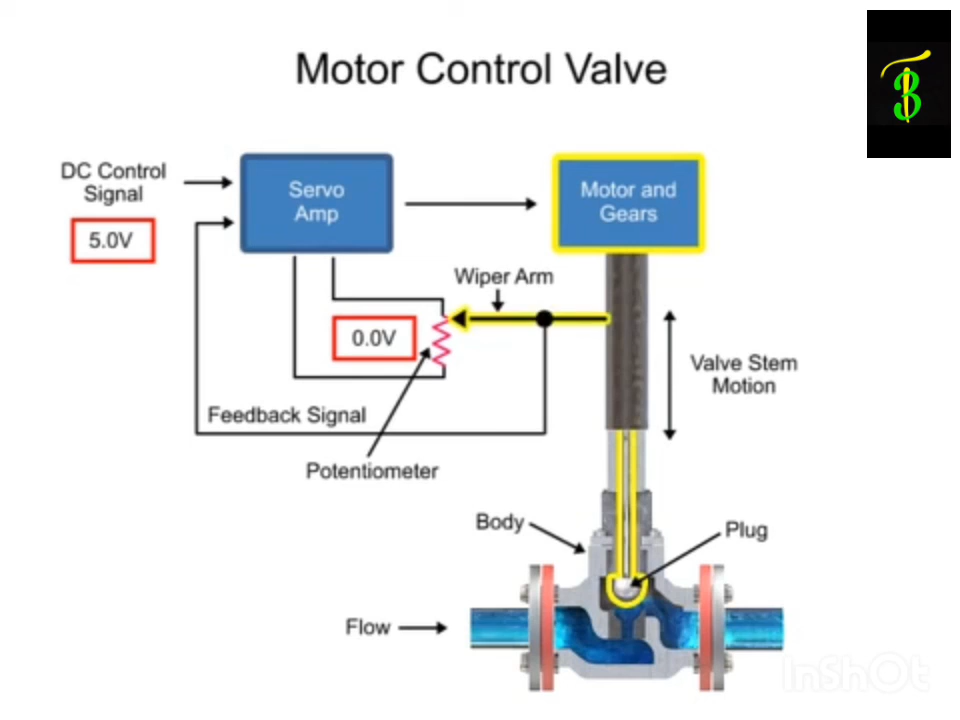 Motor Control Valve
DC Control
Signal
5.0V
Servo
Amp
Motor and
Gears
Wiper Arm
0.0V
Valve Stem
Motion
Feedback Signal
Potentiometer
Body
Plug
Flow
InShOt